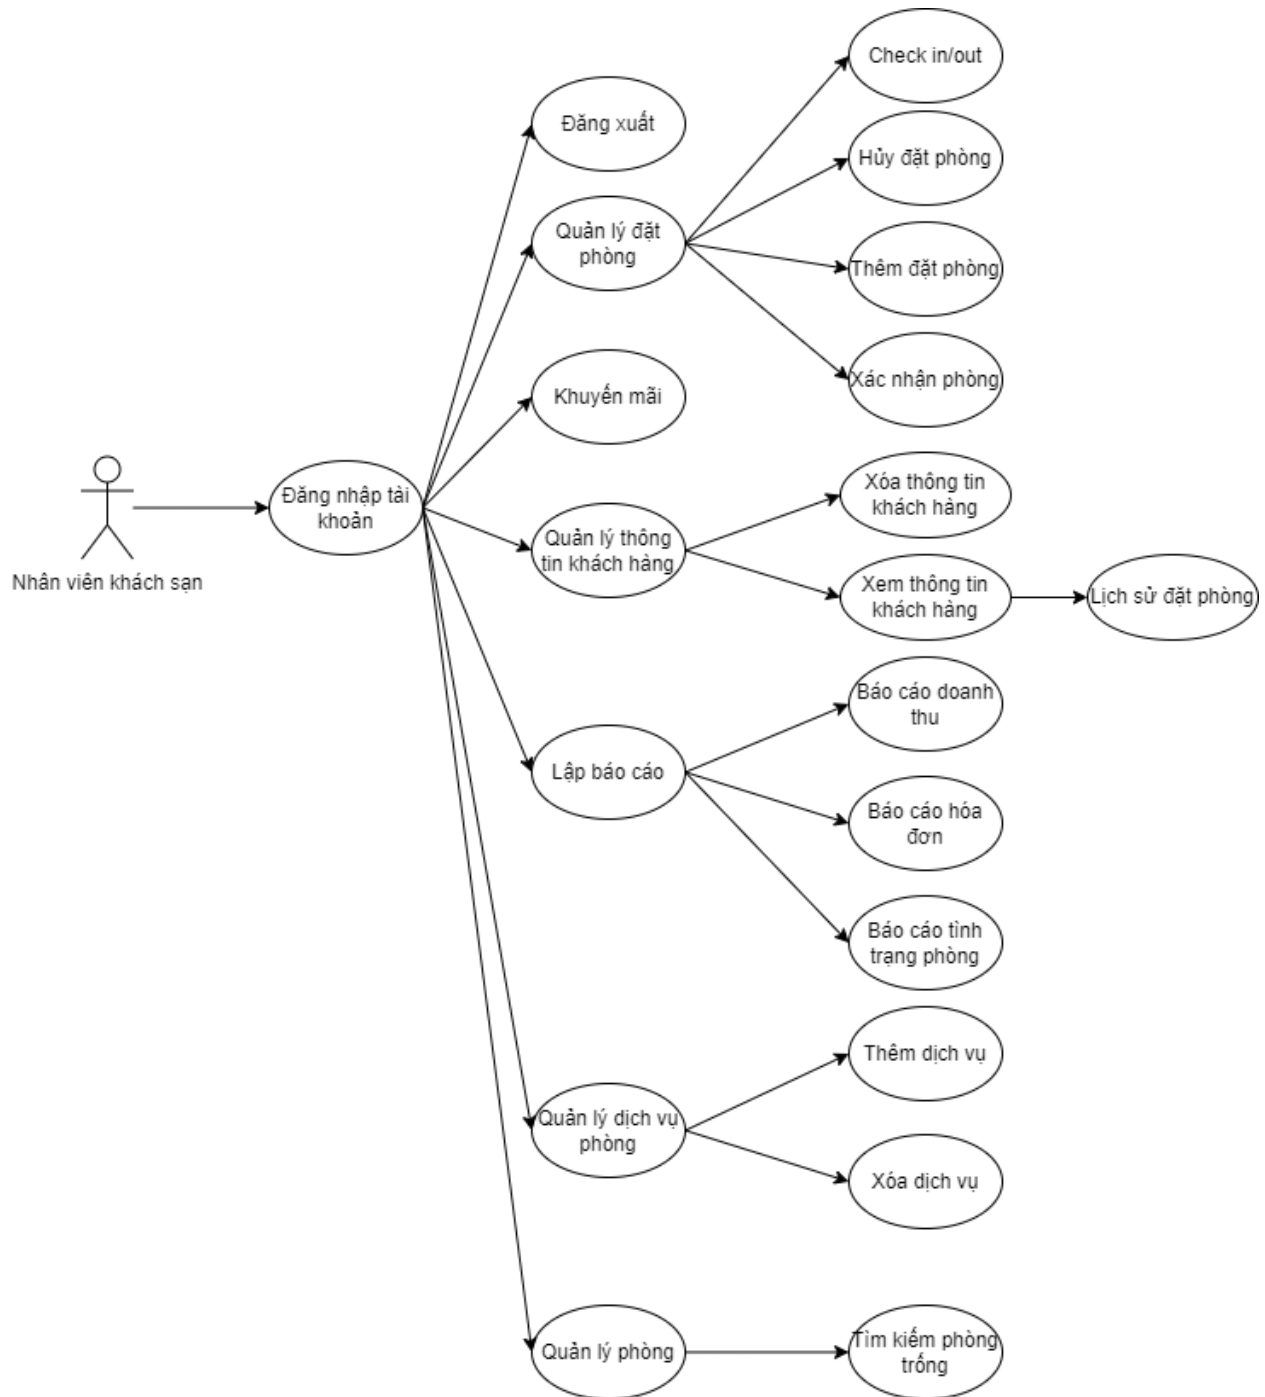 Check in/out
Đăng xuất
Hủy đặt phòng
Quản lý đặt
phòng
Thêm đặt phòng
Xác nhận phòng
Khuyến mãi
Xóa thông tin
khách hàng
Đăng nhập tài
khoản
Nhân viên khách sạn
Quản lý thông
tin khách hàng
Xem thông tin
khách hàng
Lịch sử đặt phòng
Báo cáo doanh
thu
Lập báo cáo
Báo cáo hóa
đơn
Báo cáo tình
trạng phòng
Thêm dịch vụ
Quản lý dịch vụ
phòng
Xóa dịch vụ
Quản lý phòng
Tìm kiếm phòng
trống